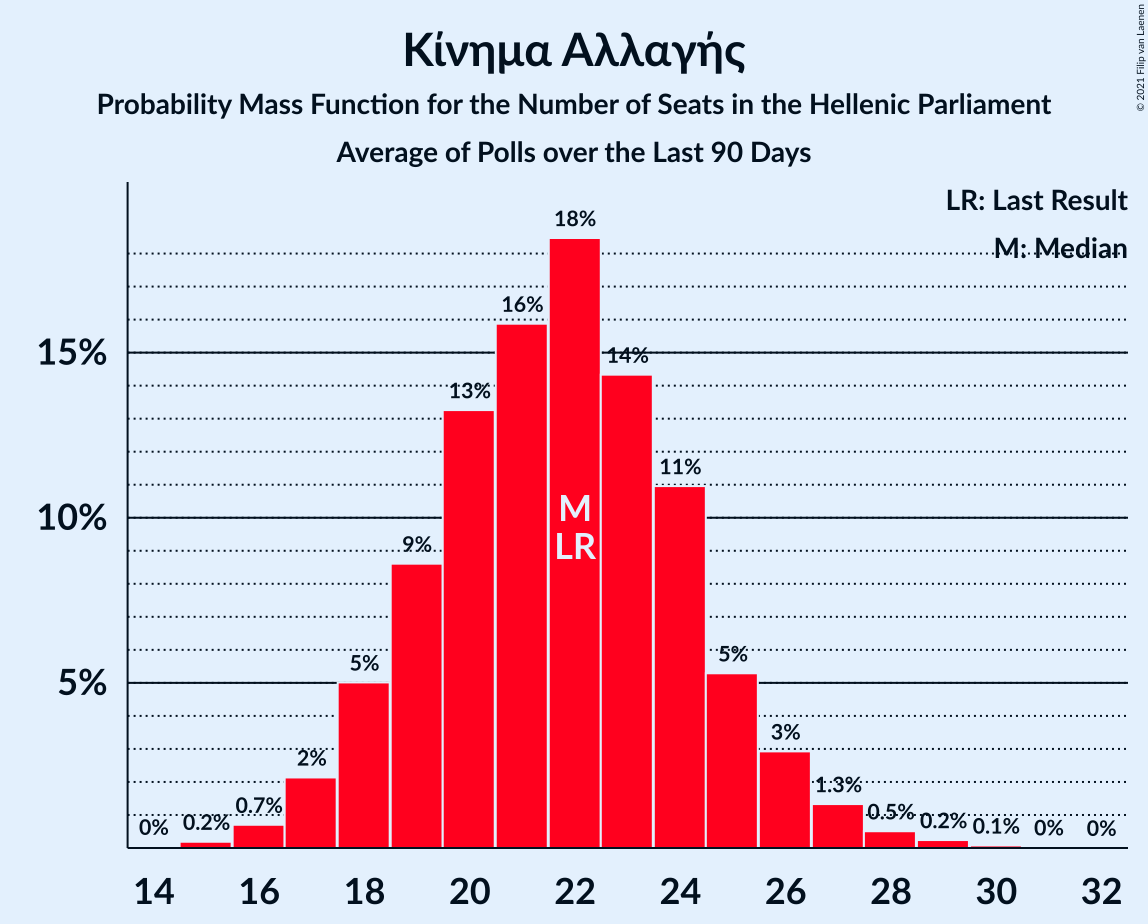 Κίνημα Αλλαγής
Probability Mass Function for the Number of Seats in the Hellenic Parliament
Average of Polls over the Last 90 Days
© 2021 Filip van Laenen
LR: Last Result
M: Median
15%
10%
5%
0%
0.2%
0.7%
2%
5%
9%
13%
16%
18%
14%
11%
5%
3%
1.3%
0.5%
0.2%
0.1%
0%
0%
M
LR
14 16 18 20 22 24 26 28 30 32